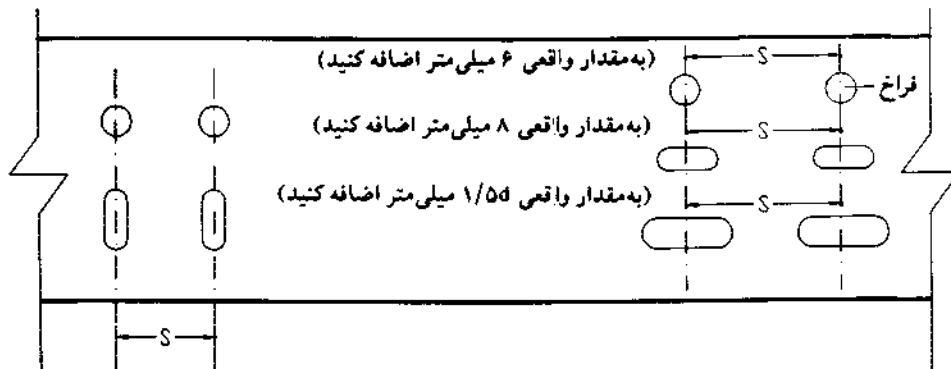 (به‌مقدار واقعی ۶ میلی‌متر اضافه کنید)
S
فراخ
(به‌مقدار واقعی ۸ میلی‌متر اضافه کنید)
S
(به‌مقدار واقعی ۱/۵d میلی‌متر اضافه کنید)
S
S